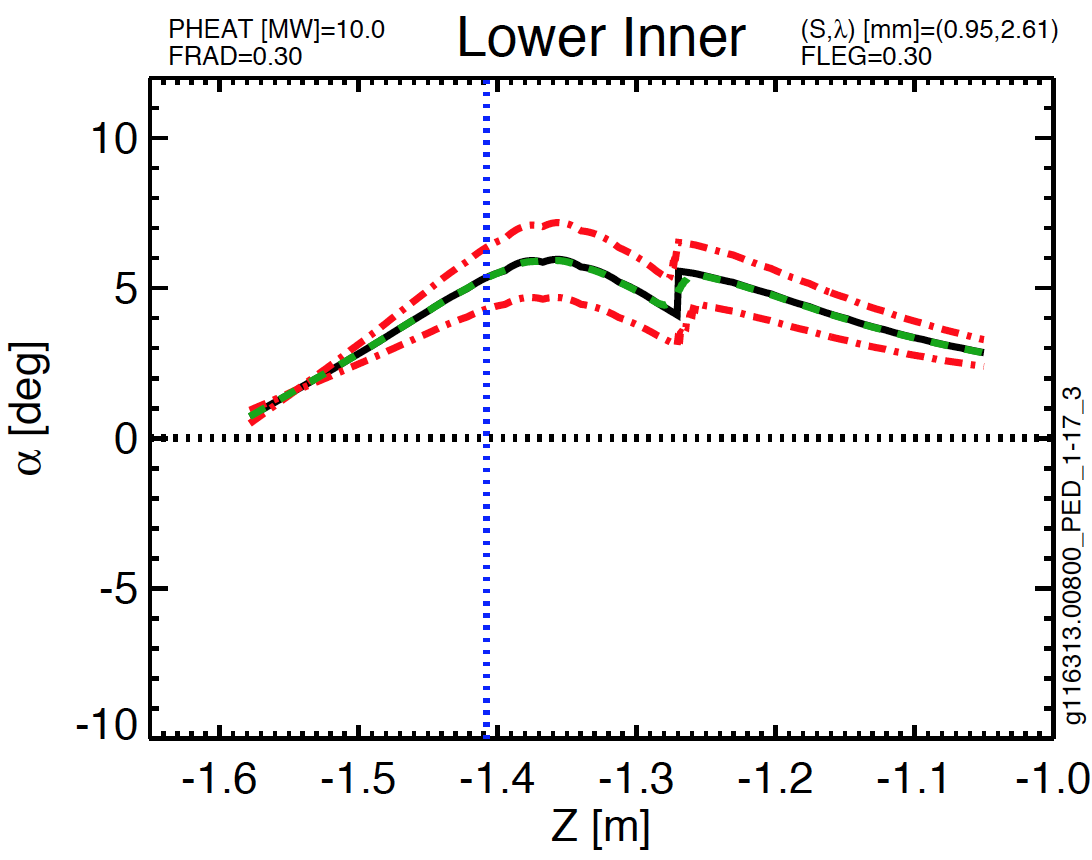 PHEAT [MW]=10.0
FRAD=0.30
Lower Inner
(S,λ) [mm]=(0.95,2.61)
FLEG=0.30
10
5
0
-5
-10
α [deg]
-1.6
-1.5
-1.4
-1.3
-1.2
-1.1
-1.0
Z [m]
g116313.00800_PED_1-17_3